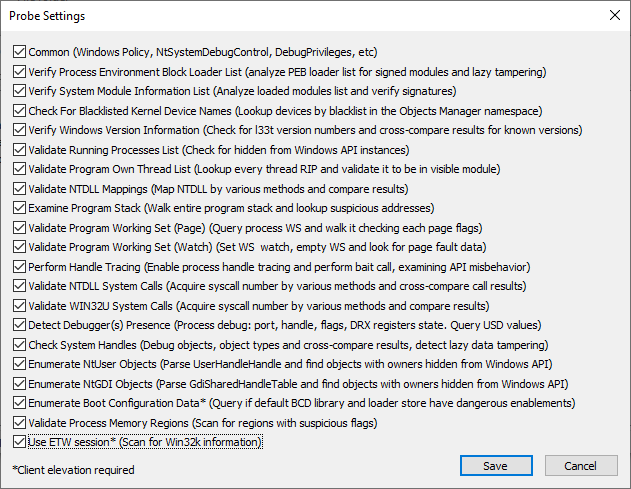 Probe Settings
Common (Windows Policy, NtSystemDebugControl, DebugPrivileges, etc)
Verify Process Environment Block Loader List (analyze PEB loader list for signed modules and lazy tampering)
Verify System Module Information List (Analyze loaded modules list and verify signatures)
Check For Blacklisted Kernel Device Names (Lookup devices by blacklist in the Objects Manager namespace)
Verify Windows Version Information (Check for l33t version numbers and cross-compare results for known versions)
Validate Running Processes List (Check for hidden from Windows API instances)
Validate Program Own Thread List (Lookup every thread RIP and validate it to be in visible module)
Validate NTDLL Mappings (Map NTDLL by various methods and compare results)
Examine Program Stack (Walk entire program stack and lookup suspicious addresses)
Validate Program Working Set (Page) (Query process WS and walk it checking each page flags)
Validate Program Working Set (Watch) (Set WS  watch, empty WS and look for page fault data)
Perform Handle Tracing (Enable process handle tracing and perform bait call, examining API misbehavior)
Validate NTDLL System Calls (Acquire syscall number by various methods and cross-compare call results)
Validate WIN32U System Calls (Acquire syscall number by various methods and compare results)
Detect Debugger(s) Presence (Process debug: port, handle, flags, DRX registers state. Query USD values)
Check System Handles (Debug objects, object types and cross-compare results, detect lazy data tampering)
Enumerate NtUser Objects (Parse UserHandleHandle and find objects with owners hidden from Windows API)
Enumerate NtGDI Objects (Parse GdiSharedHandleTable and find objects with owners hidden from Windows API)
Enumerate Boot Configuration Data* (Query if default BCD library and loader store have dangerous enablements)
Validate Process Memory Regions (Scan for regions with suspicious flags)
Use ETW session* (Scan for Win32k information)
*Client elevation required
Save
Cancel